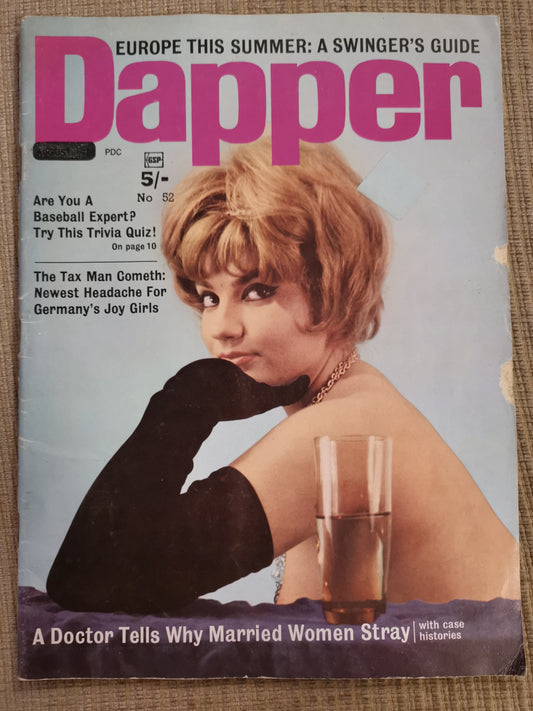 EUROPE THIS SUMMER: A SWINGER'S GUIDE
Dapper
PDC
GSP
5/-
No 52
Are You A
Baseball Expert?
Try This Trivia Quiz!
On page 10
The Tax Man Cometh:
Newest Headache For
Germany's Joy Girls
A Doctor Tells Why Married Women Stray
with case
histories